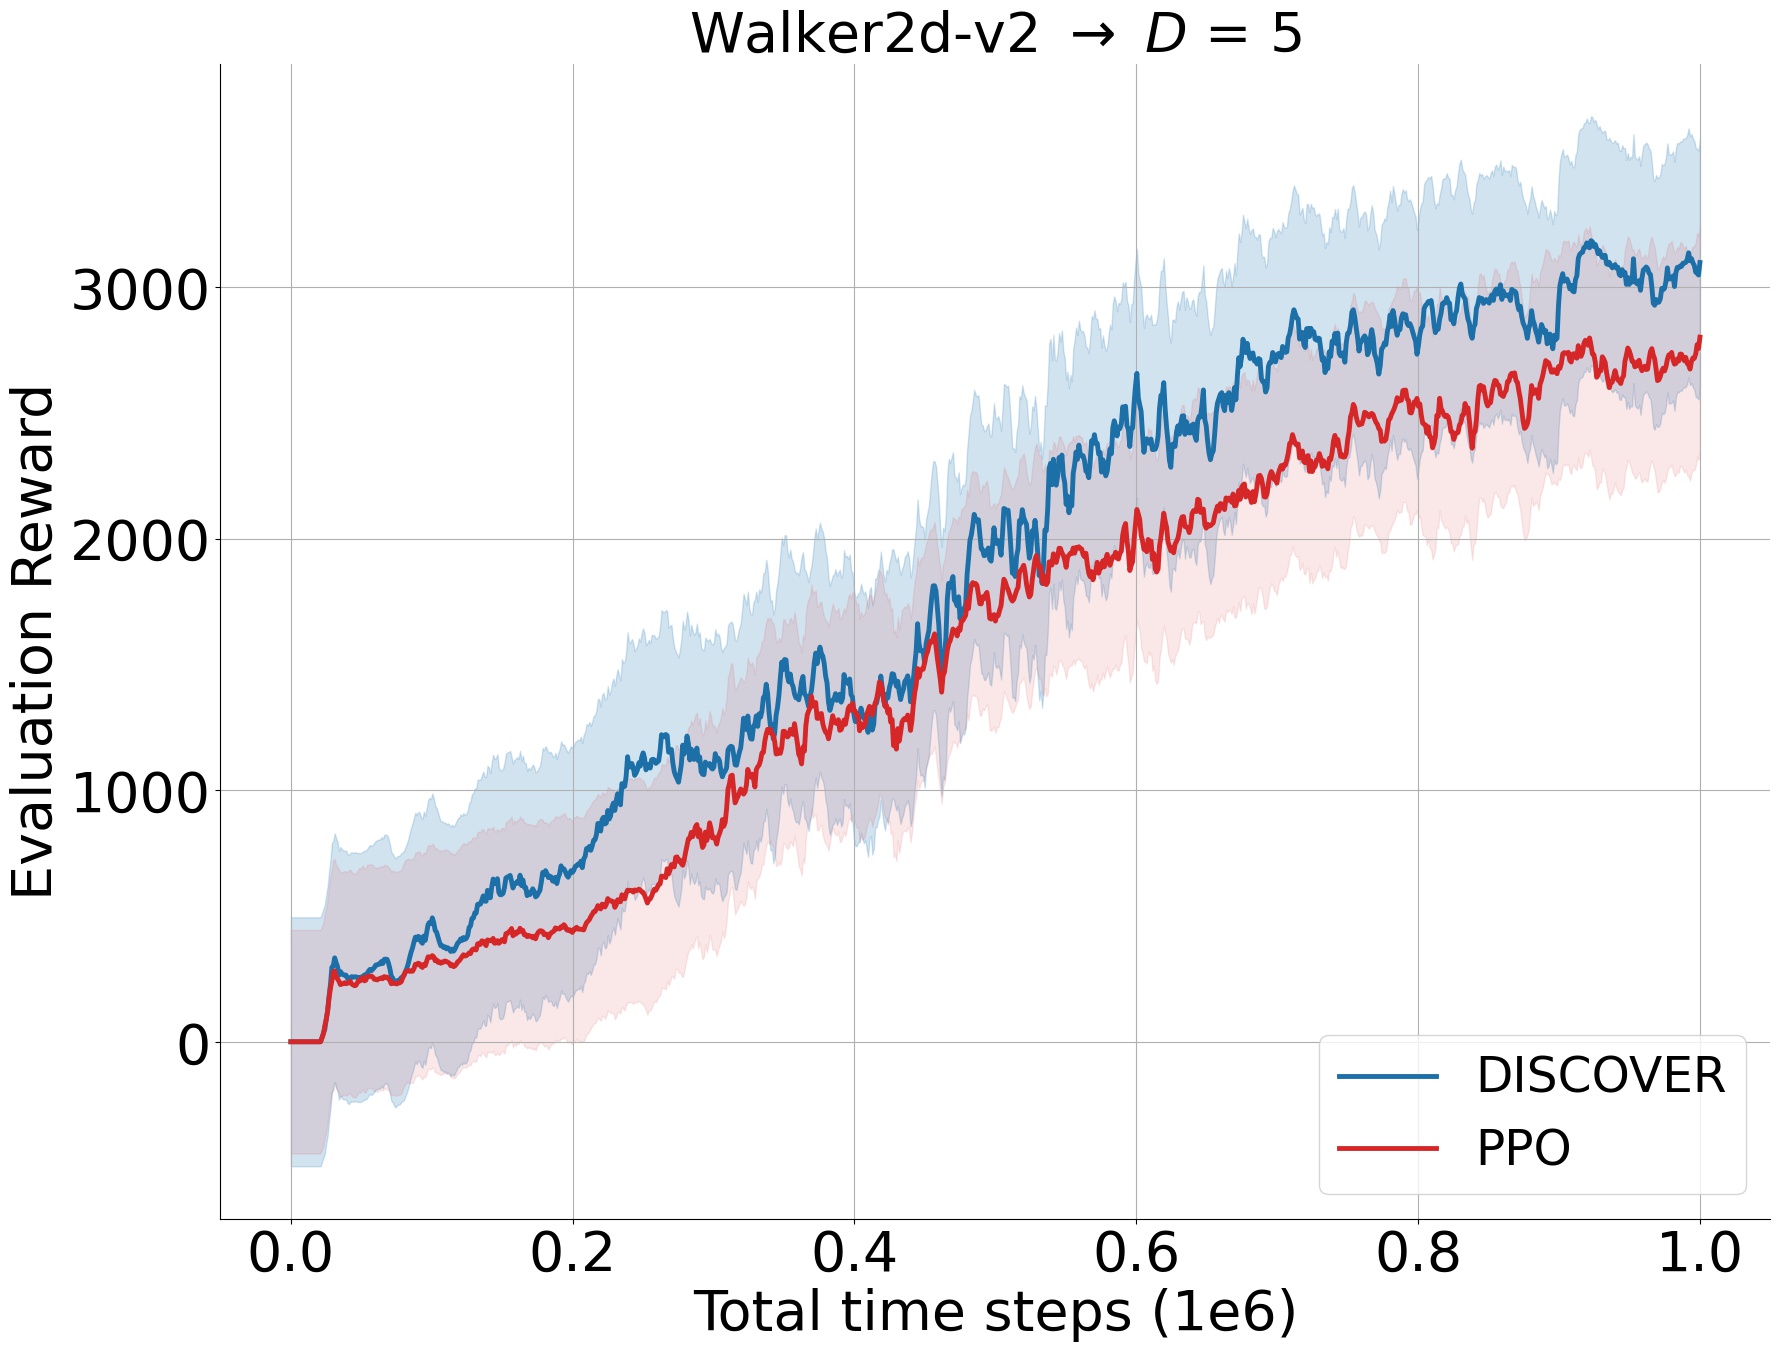 Walker2d-v2 → D = 5
Evaluation Reward
3000
2000
1000
0
0.0 0.2 0.4 0.6 0.8 1.0
Total time steps (1e6)
DISCOVER
PPO